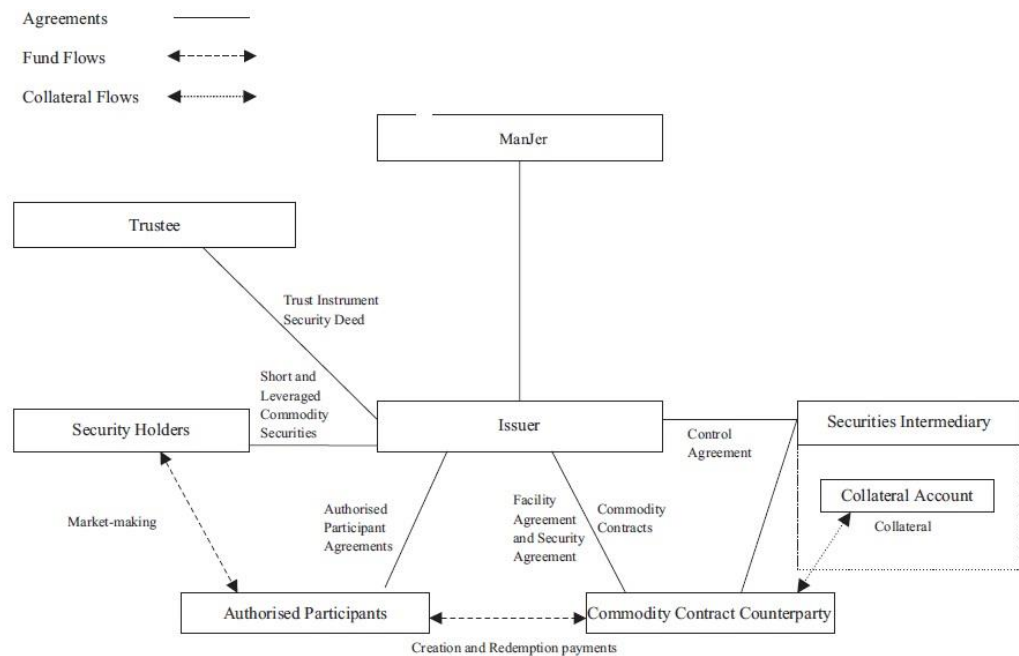 Agreements
Fund Flows
Collateral Flows
ManJer
Trustee
Trust Instrument
Security Deed
Short and
Leveraged
Commodity
Securities
Security Holders
Issuer
Control
Agreement
Securities Intermediary
Collateral Account
Collateral
Market-making
Authorised
Participant
Agreements
Facility
Agreement
and Security
Agreement
Commodity
Contracts
Authorised Participants
Commodity Contract Counterparty
Creation and Redemption payments